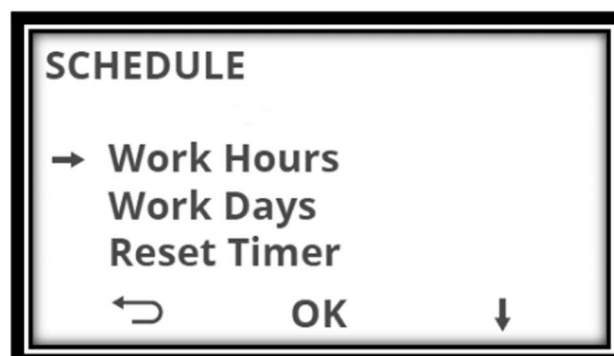 SCHEDULE
→ Work Hours
Work Days
Reset Timer
OK